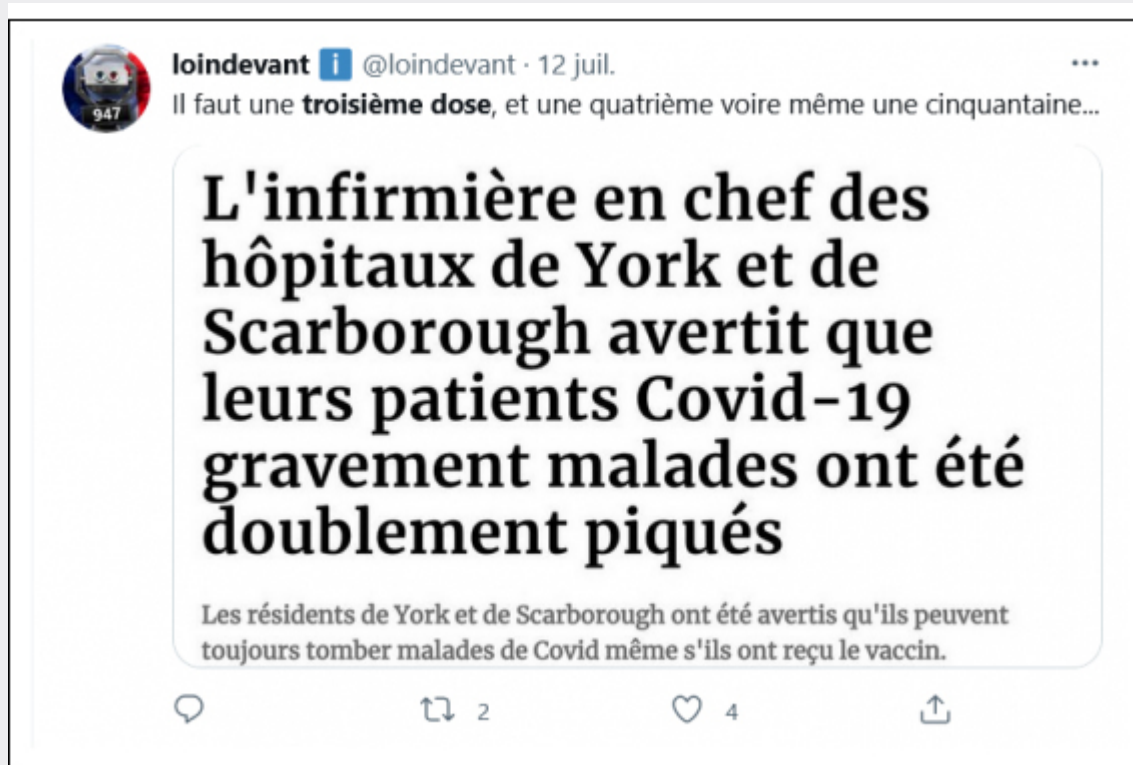 loindevant ℹ️ @loindevant · 12 juil.
947
Il faut une troisième dose, et une quatrième voire même une cinquantaine...
L'infirmière en chef des
hôpitaux de York et de
Scarborough avertit que
leurs patients Covid-19
gravement malades ont été
doublement piqués
Les résidents de York et de Scarborough ont été avertis qu'ils peuvent
toujours tomber malades de Covid même s'ils ont reçu le vaccin.
2
4